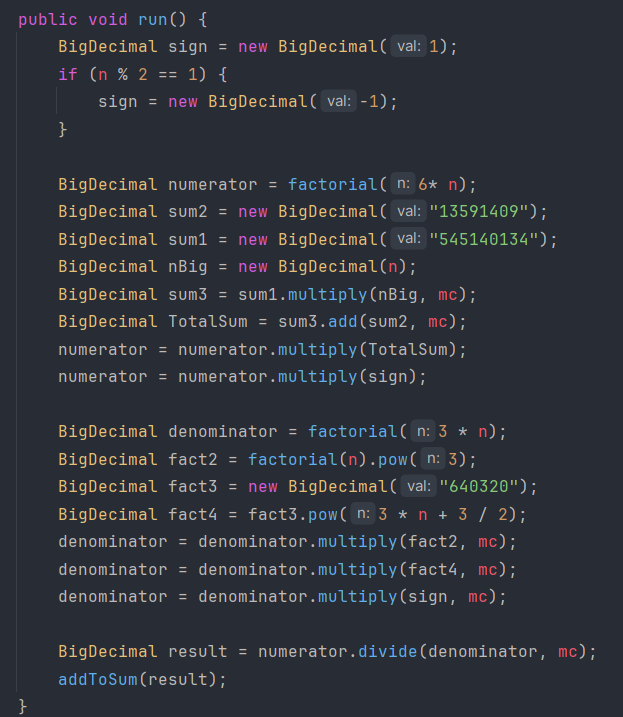 public void run() {
BigDecimal sign = new BigDecimal( val: 1);
if (n % 2 == 1) {
sign = new BigDecimal( val: -1);
}
BigDecimal numerator = factorial( n: 6* n);
BigDecimal sum2 = new BigDecimal( val: "13591409");
BigDecimal sum1 = new BigDecimal( val: "545140134");
BigDecimal nBig = new BigDecimal(n);
BigDecimal sum3 = sum1.multiply(nBig, mc);
BigDecimal TotalSum = sum3.add(sum2, mc);
numerator = numerator.multiply(TotalSum);
numerator = numerator.multiply(sign);
BigDecimal denominator = factorial( n: 3 * n);
BigDecimal fact2 = factorial(n).pow( n: 3);
BigDecimal fact3 = new BigDecimal( val: "640320");
BigDecimal fact4 = fact3.pow( n: 3 * n + 3 / 2);
denominator = denominator.multiply(fact2, mc);
denominator = denominator.multiply(fact4, mc);
denominator = denominator.multiply(sign, mc);
BigDecimal result = numerator.divide(denominator, mc);
addToSum(result);
}